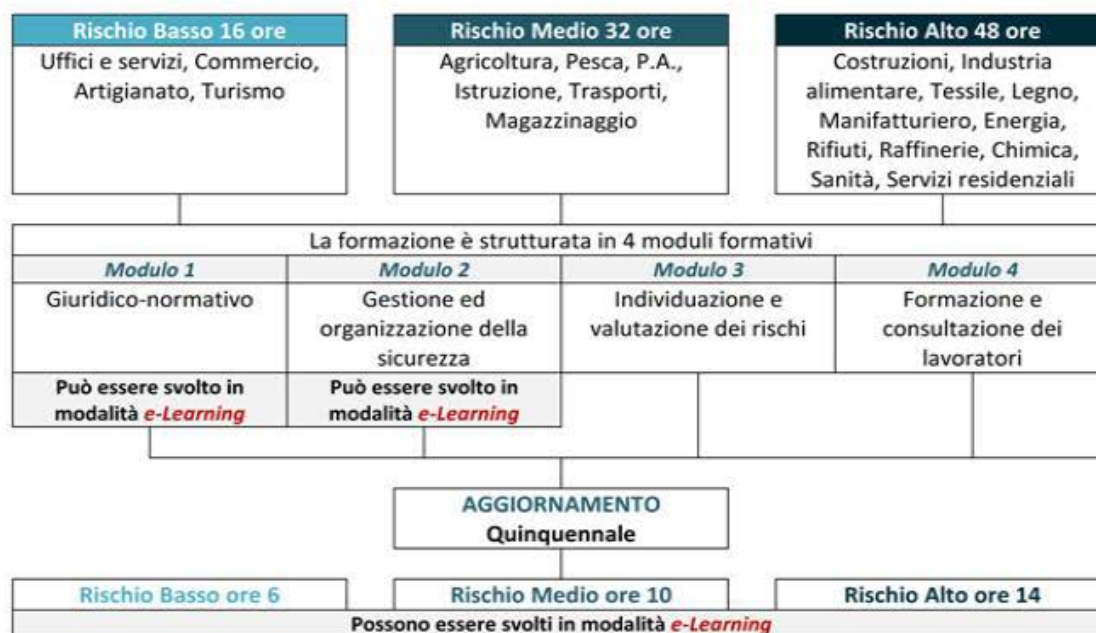 Rischio Basso 16 ore
Uffici e servizi, Commercio,
Artigianato, Turismo
Rischio Medio 32 ore
Agricoltura, Pesca, P.A.,
Istruzione, Trasporti,
Magazzinaggio
Rischio Alto 48 ore
Costruzioni, Industria
alimentare, Tessile, Legno,
Manifatturiero, Energia,
Rifiuti, Raffinerie, Chimica,
Sanità, Servizi residenziali
La formazione è strutturata in 4 moduli formativi
Modulo 1
Giuridico-normativo
Può essere svolto in
modalità e-Learning
Modulo 2
Gestione ed
organizzazione della
sicurezza
Può essere svolto in
modalità e-Learning
Modulo 3
Individuazione e
valutazione dei rischi
Modulo 4
Formazione e
consultazione dei
lavoratori
AGGIORNAMENTO
Quinquennale
Rischio Basso ore 6
Rischio Medio ore 10
Rischio Alto ore 14
Possono essere svolti in modalità e-Learning